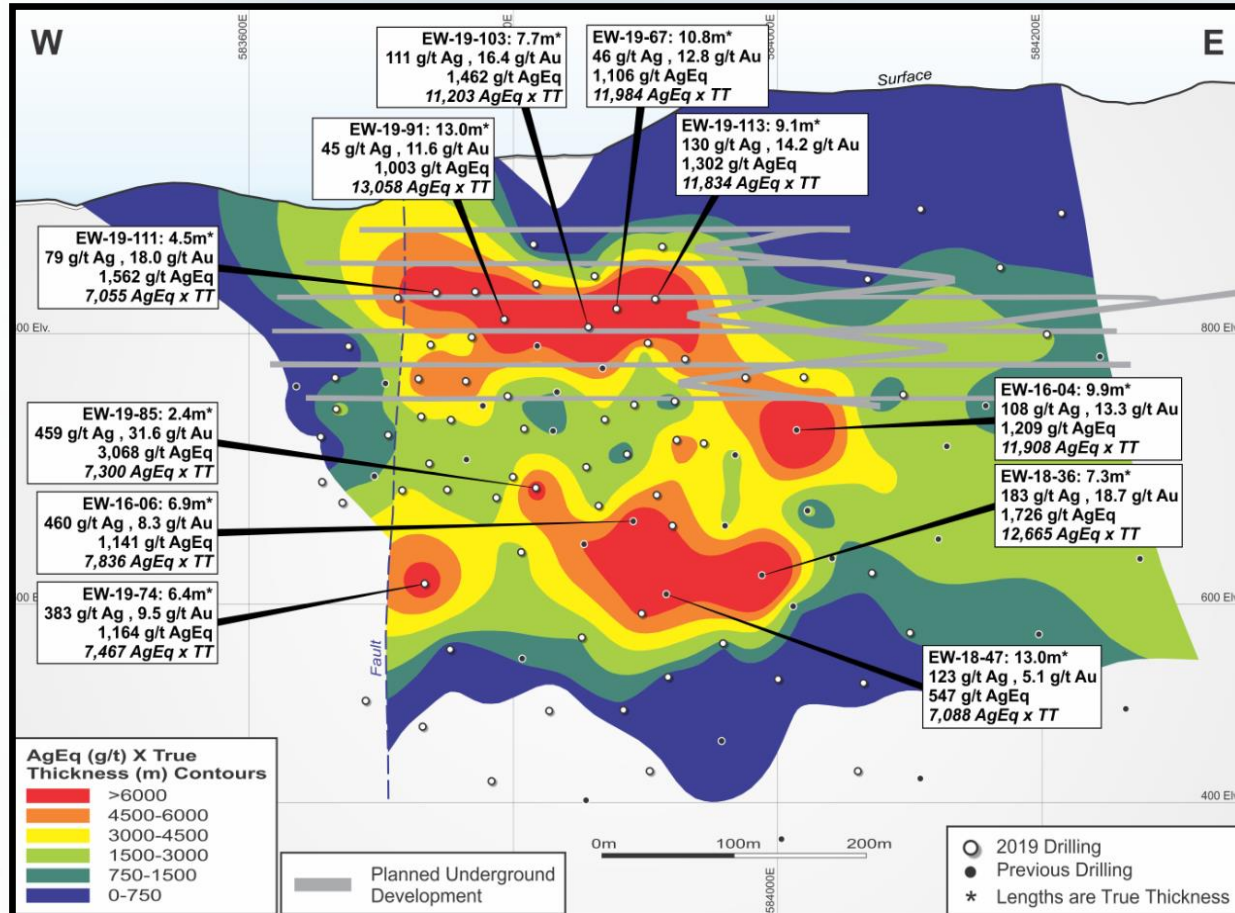 W
E
583600E
584000E
584200E
Surface
EW-19-103: 7.7m*
111 g/t Ag , 16.4 g/t Au
1,462 g/t AgEq
11,203 AgEq x TT
EW-19-67: 10.8m*
46 g/t Ag , 12.8 g/t Au
1,106 g/t AgEq
11,984 AgEq x TT
EW-19-91: 13.0m*
45 g/t Ag , 11.6 g/t Au
1,003 g/t AgEq
13,058 AgEq x TT
EW-19-113: 9.1m*
130 g/t Ag , 14.2 g/t Au
1,302 g/t AgEq
11,834 AgEq x TT
EW-19-111: 4.5m*
79 g/t Ag , 18.0 g/t Au
1,562 g/t AgEq
7,055 AgEq x TT
00 Elv.
800 Elv.
EW-19-85: 2.4m*
459 g/t Ag , 31.6 g/t Au
3,068 g/t AgEq
7,300 AgEq x TT
EW-16-04: 9.9m*
108 g/t Ag , 13.3 g/t Au
1,209 g/t AgEq
11,908 AgEq x TT
EW-16-06: 6.9m*
460 g/t Ag , 8.3 g/t Au
1,141 g/t AgEq
7,836 AgEq x TT
EW-18-36: 7.3m*
183 g/t Ag , 18.7 g/t Au
1,726 g/t AgEq
12,665 AgEq x TT
EW-19-74: 6.4m*
383 g/t Ag , 9.5 g/t Au
1,164 g/t AgEq
7,467 AgEq x TT
00 Elv.
600 Elv.
Fault
EW-18-47: 13.0m*
123 g/t Ag , 5.1 g/t Au
547 g/t AgEq
7,088 AgEq x TT
400 Elv.
AgEq (g/t) X True
Thickness (m) Contours
>6000
4500-6000
3000-4500
1500-3000
750-1500
0-750
Planned Underground
Development
0m
100m
200m
584000E
2019 Drilling
Previous Drilling
* Lengths are True Thickness